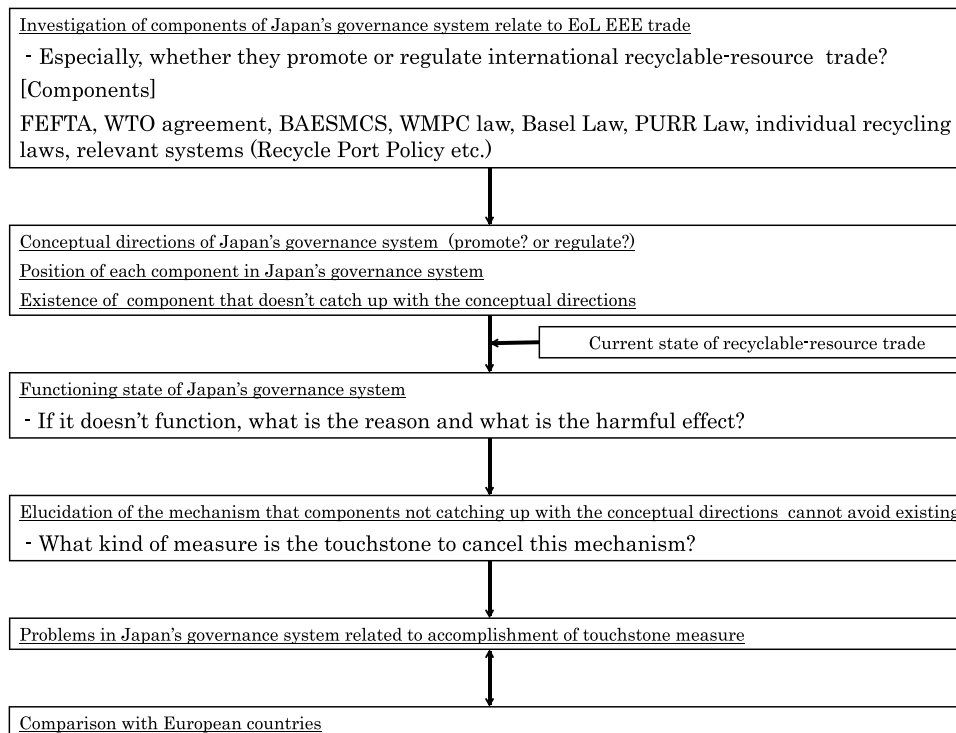 Investigation of components of Japan's governance system relate to EoL EEE trade
- Especially, whether they promote or regulate international recyclable-resource trade?
[Components]
FEFTA, WTO agreement, BAESMCS, WMPC law, Basel Law, PURR Law, individual recycling
laws, relevant systems (Recycle Port Policy etc.)
Conceptual directions of Japan's governance system (promote? or regulate?)
Position of each component in Japan's governance system
Existence of component that doesn't catch up with the conceptual directions
Current state of recyclable-resource trade
Functioning state of Japan's governance system
- If it doesn't function, what is the reason and what is the harmful effect?
Elucidation of the mechanism that components not catching up with the conceptual directions cannot avoid existing
- What kind of measure is the touchstone to cancel this mechanism?
Problems in Japan's governance system related to accomplishment of touchstone measure
Comparison with European countries